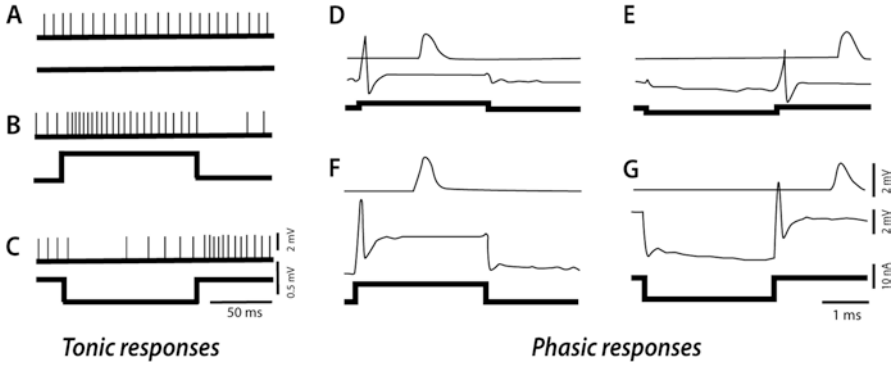 A
B
C
2 mV
0.5 mV
50 ms
Tonic responses
D
E
F
G
2 mV
2 mV
10 nA
1 ms
Phasic responses